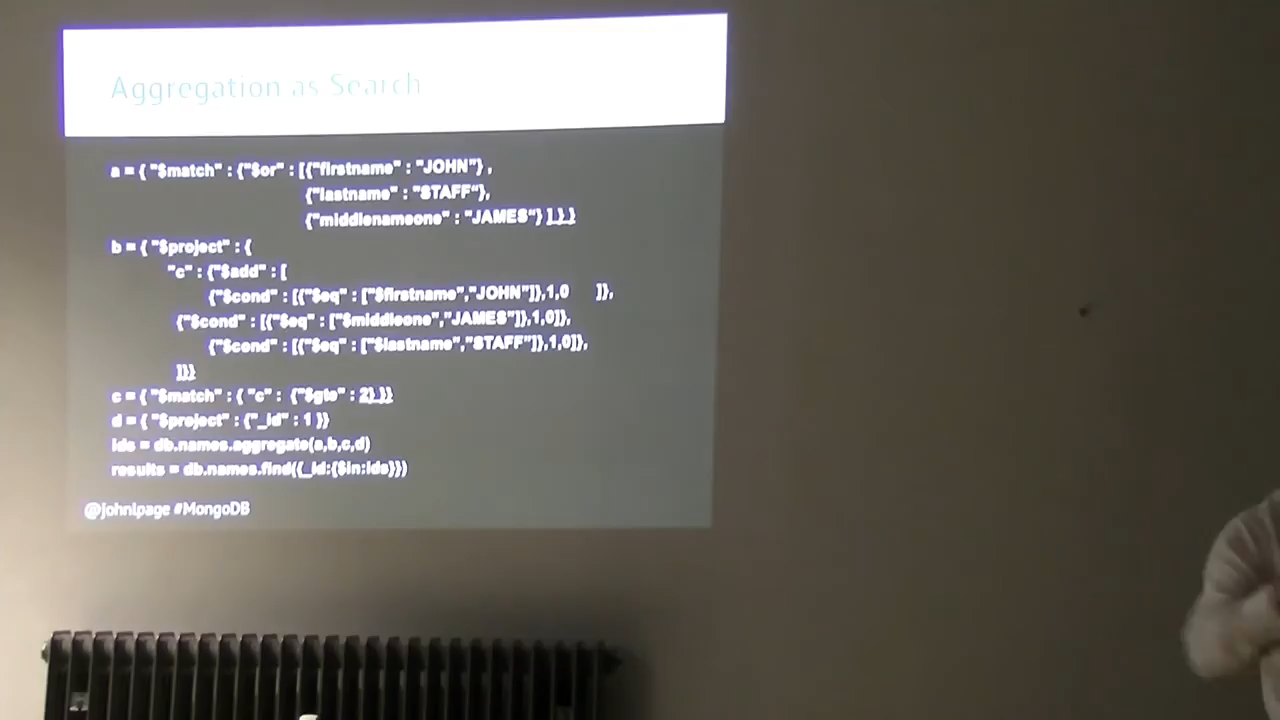 Aggregation as Search
a = { "$match" : {"$or" : [{"firstname" : "JOHN"} ,
{"lastname" : "STAFF"},
{"middlenameone" : "JAMES"} ] } }
b = { "$project" : {
"c" : {"$add" : [
{"$cond" : [{"$eq" : ["$firstname","JOHN"]},1,0 ]},
{"$cond" : [{"$eq" : ["$middleone","JAMES"]},1,0]},
{"$cond" : [{"$eq" : ["$lastname","STAFF"]},1,0]},
]}}
c = { "$match" : { "c" : {"$gte" : 2} }}
d = { "$project" : {"_id" : 1 }}
ids = db.names.aggregate(a,b,c,d)
results = db.names.find({_id:{$in:ids}})
@johnlpage #MongoDB